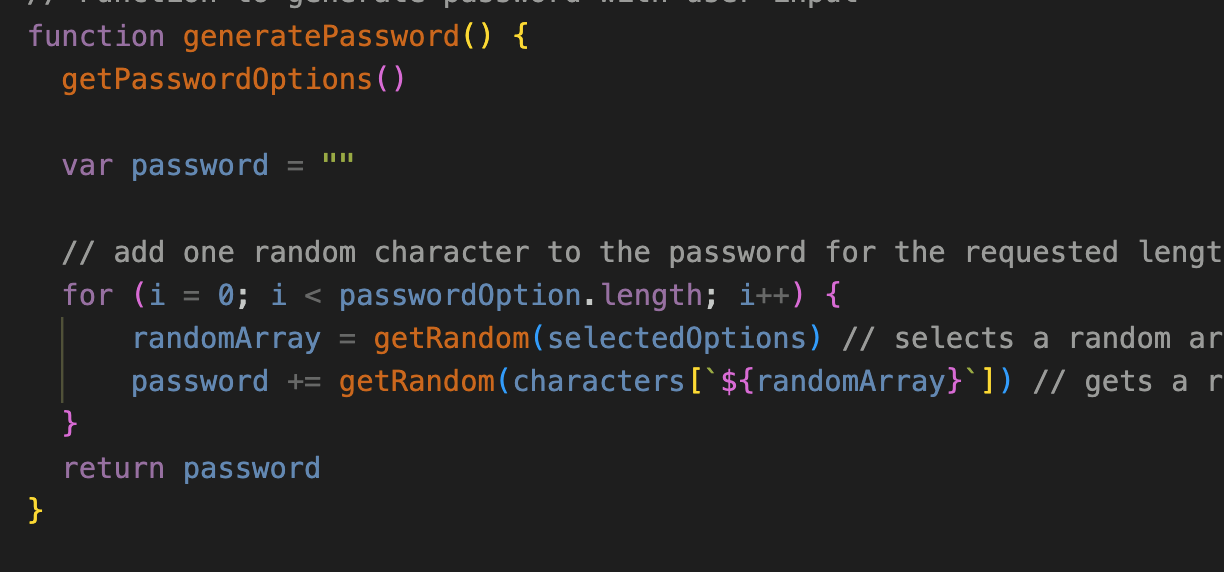 // Function to generate password with user input
function generatePassword() {
  getPasswordOptions()
  var password = ""
  // add one random character to the password for the requested
  for (i = 0; i < passwordOption.length; i++) {
      randomArray = getRandom(selectedOptions) // selects a random
      password += getRandom(characters[`${randomArray}`]) // gets a
  }
  return password
}